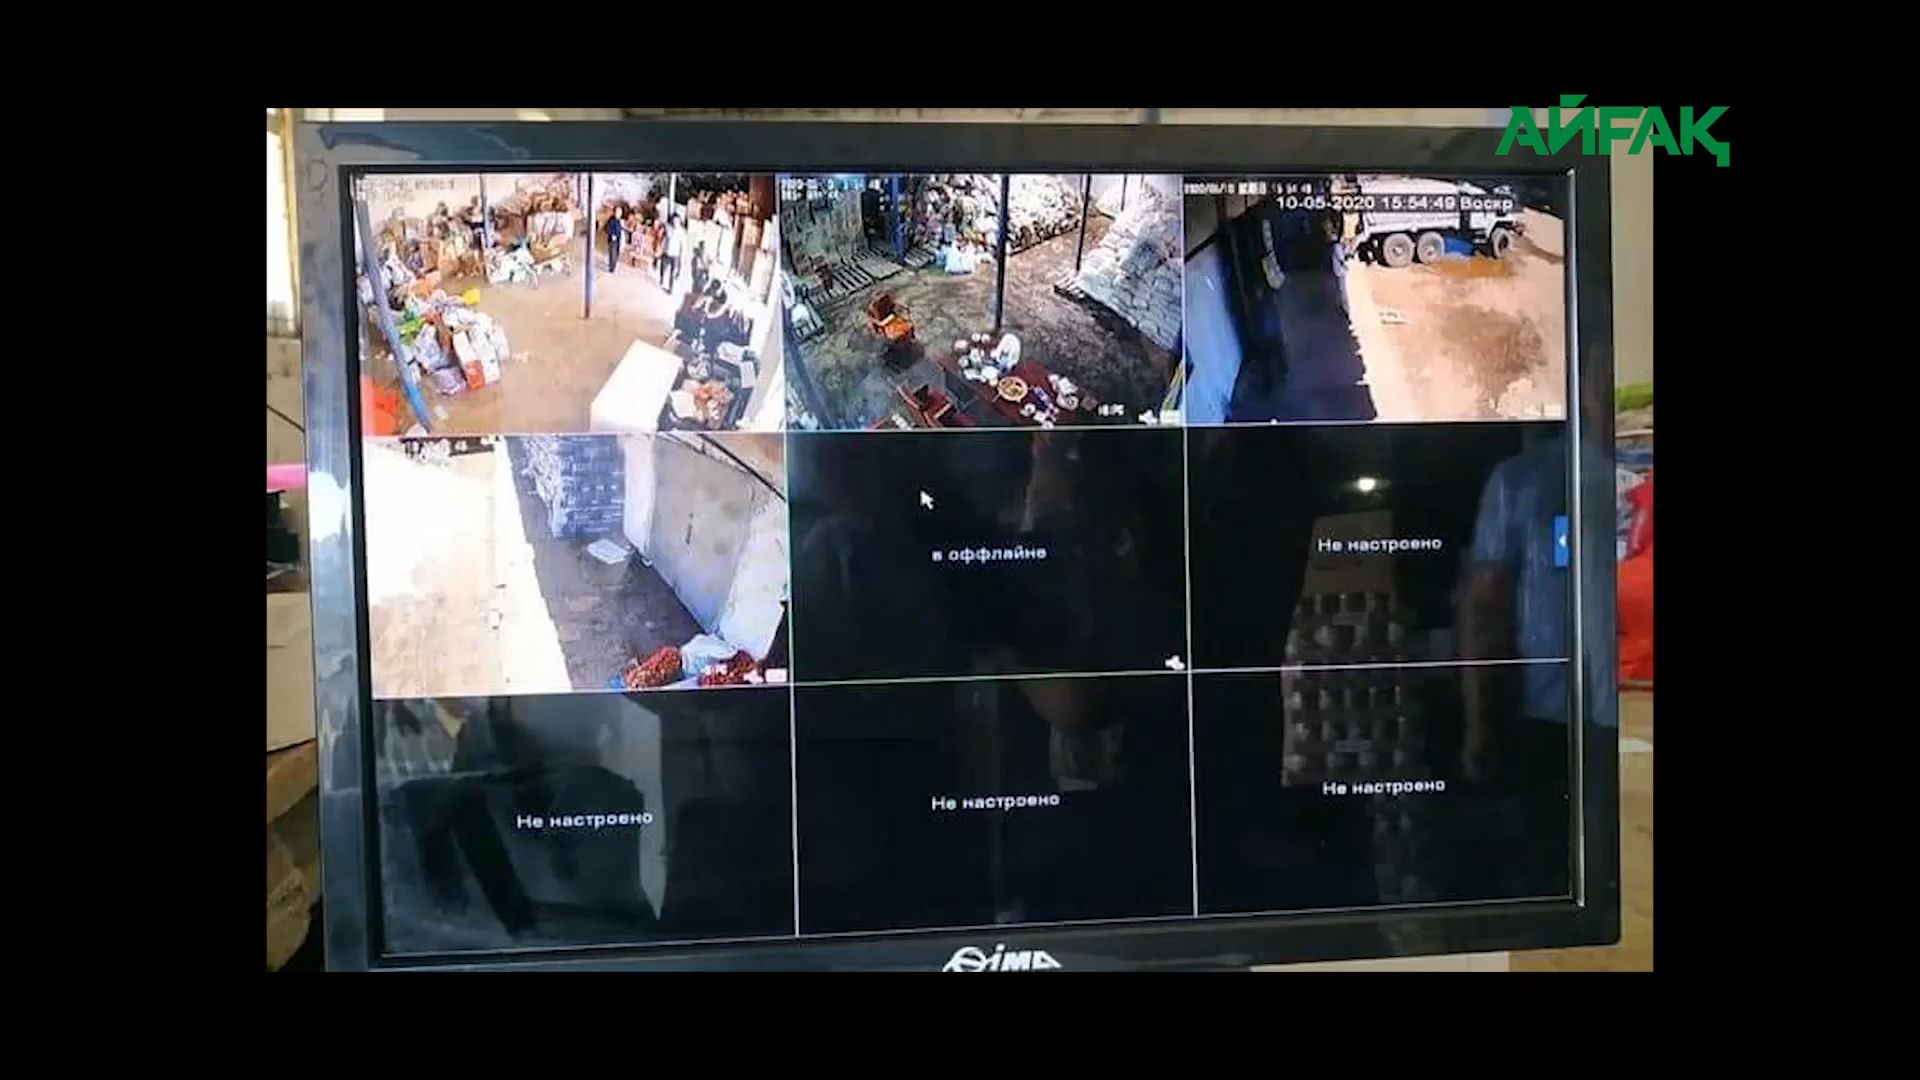 АЙҒАҚ
10-05-2020 15:54:49 Воскр
в оффлайне
Не настроено
Не настроено
Не настроено
Не настроено